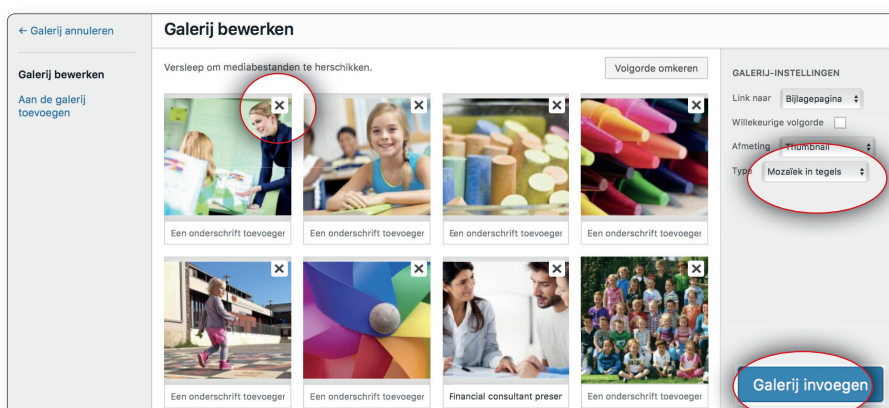 ← Galerij annuleren
Galerij bewerken
Galerij bewerken
Aan de galerij
toevoegen
Versleep om mediabestanden te herschikken.
Volgorde omkeren
Een onderschrift toevoeger
Een onderschrift toevoeger
Een onderschrift toevoeger
Een onderschrift toevoeger
Een onderschrift toevoeger
Een onderschrift toevoeger
Financial consultant preser
Een onderschrift toevoeger
GALERIJ-INSTELLINGEN
Link naar Bijlagepagina
Willekeurige volgorde
Afmeting Thumbnail
Type Mozaïek in tegels
Galerij invoegen